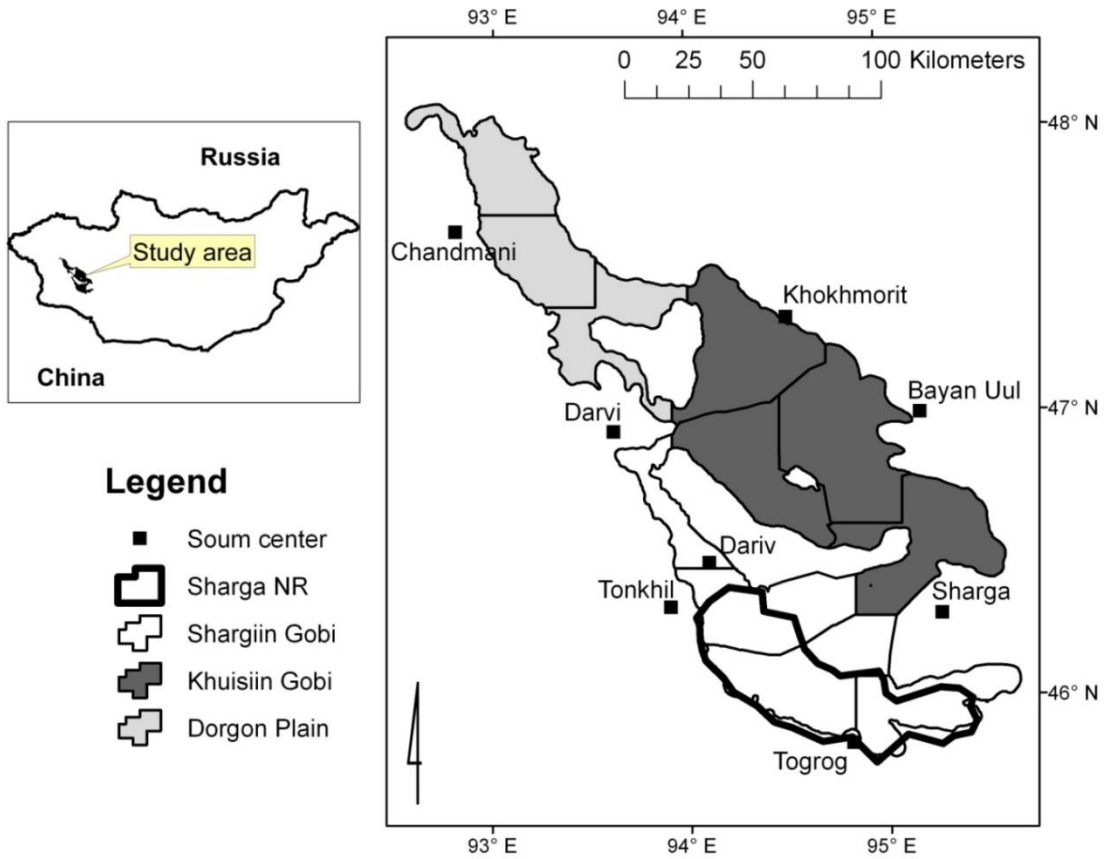 93° E 94° E 95° E
0 25 50 100 Kilometers
48° N
Russia
Study area
China
Chandmani
Khokhmorit
Bayan Uul
47° N
Darvi
Legend
Soum center
Sharga NR
Shargiin Gobi
Khuisiin Gobi
Dorgon Plain
Dariv
Tonkhil
Sharga
46° N
Togrog
93° E 94° E 95° E